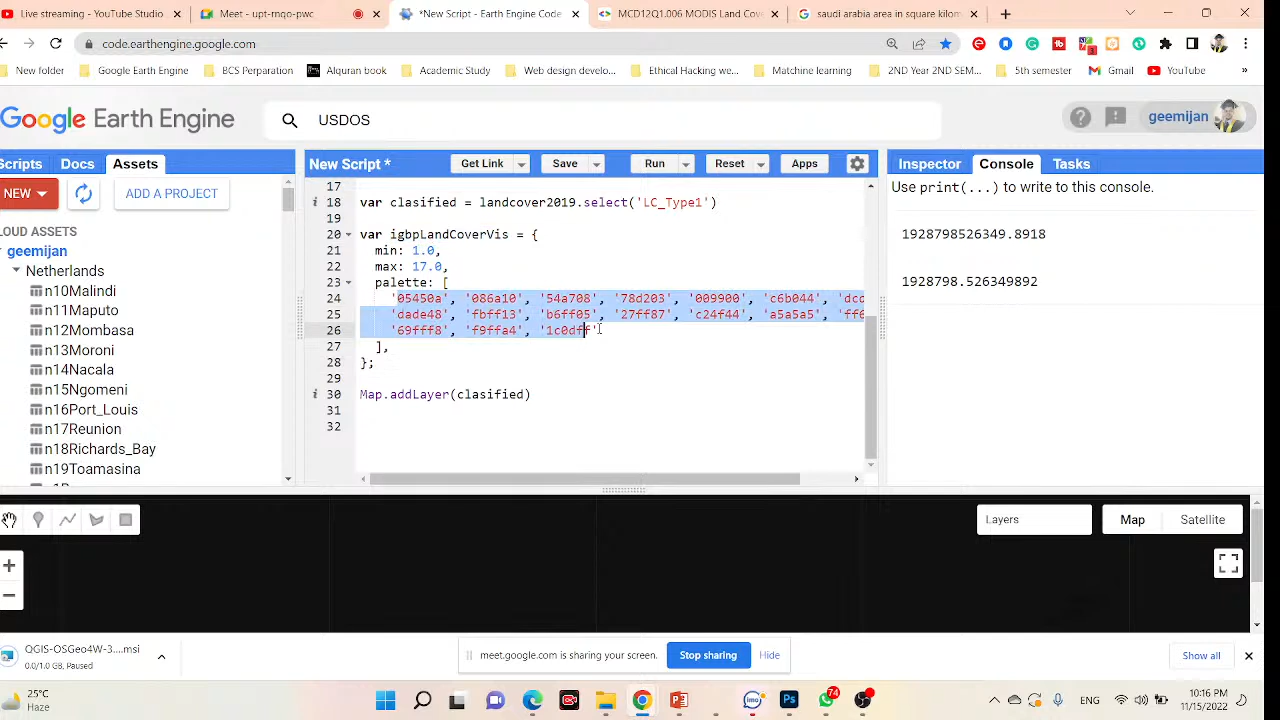 Live Streaming - YouTube Studio
Meet - upt-rnqo-pwc
*New Script - Earth Engine Code
MCD12Q1.006 MODIS Land Cov
saudi arabia area in square kilom
code.earthengine.google.com
New folder
Google Earth Engine
BCS Perparation
Alquran book
Academy Study
Web design develo...
Ethical Hacking we...
Matchine learning
2ND Year 2ND SEM...
5th semester
Gmail
YouTube
»
Google Earth Engine
USDOS
geemijan
Scripts
Docs
Assets
New Script *
Get Link
Save
Run
Reset
Apps
Inspector
Console
Tasks
NEW
ADD A PROJECT
LOUD ASSETS
geemijan
Netherlands
n10Malindi
n11Maputo
n12Mombasa
n13Moroni
n14Nacala
n15Ngomeni
n16Port_Louis
n17Reunion
n18Richards_Bay
n19Toamasina
17
i 18 var clasified = landcover2019.select('LC_Type1')
19
20 var igbpLandCoverVis = {
21 min: 1.0,
22 max: 17.0,
23 palette: [
24 '05450a', '086a10', '54a708', '78d203', '009900', 'c6b044', 'dcd
25 'dade48', 'fbff13', 'b6ff05', '27ff87', 'c24f44', 'a5a5a5', 'ff6
26 '69fff8', 'f9ffa4', '1c0dff'
27 ],
28 };
29
i 30 Map.addLayer(clasified)
31
32
Use print(...) to write to this console.
1928798526349.8918
1928798.526349892
Layers
Map
Satellite
+
−
QGIS-OSGeo4W-3....msi
0.0/1.0 GB, Paused
meet.google.com is sharing your screen.
Stop sharing
Hide
Show all
25°C
Haze
74
ENG
10:16 PM
11/15/2022